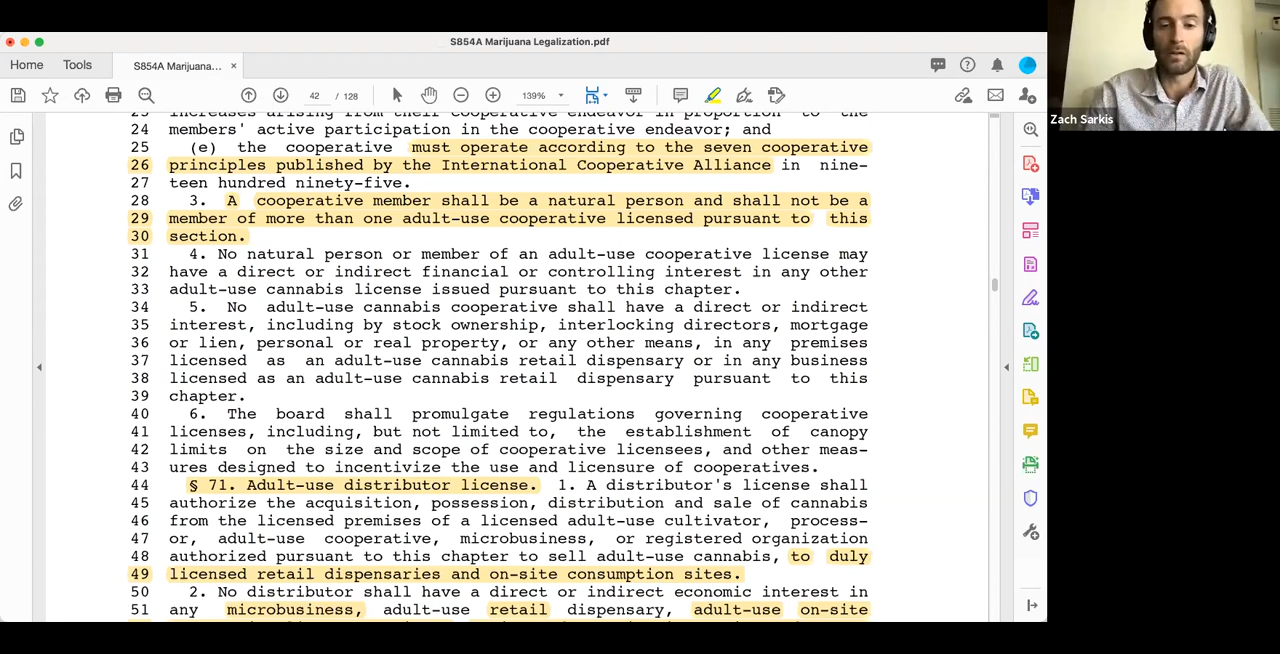 S854A Marijuana Legalization.pdf
Home Tools S854A Marijuana... ×
42 / 128 139%
Zach Sarkis
23 increases arising from their cooperative endeavor in proportion to the
24 members' active participation in the cooperative endeavor; and
25 (e) the cooperative must operate according to the seven cooperative
26 principles published by the International Cooperative Alliance in nine-
27 teen hundred ninety-five.
28 3. A cooperative member shall be a natural person and shall not be a
29 member of more than one adult-use cooperative licensed pursuant to this
30 section.
31 4. No natural person or member of an adult-use cooperative license may
32 have a direct or indirect financial or controlling interest in any other
33 adult-use cannabis license issued pursuant to this chapter.
34 5. No adult-use cannabis cooperative shall have a direct or indirect
35 interest, including by stock ownership, interlocking directors, mortgage
36 or lien, personal or real property, or any other means, in any premises
37 licensed as an adult-use cannabis retail dispensary or in any business
38 licensed as an adult-use cannabis retail dispensary pursuant to this
39 chapter.
40 6. The board shall promulgate regulations governing cooperative
41 licenses, including, but not limited to, the establishment of canopy
42 limits on the size and scope of cooperative licensees, and other meas-
43 ures designed to incentivize the use and licensure of cooperatives.
44 § 71. Adult-use distributor license. 1. A distributor's license shall
45 authorize the acquisition, possession, distribution and sale of cannabis
46 from the licensed premises of a licensed adult-use cultivator, process-
47 or, adult-use cooperative, microbusiness, or registered organization
48 authorized pursuant to this chapter to sell adult-use cannabis, to duly
49 licensed retail dispensaries and on-site consumption sites.
50 2. No distributor shall have a direct or indirect economic interest in
51 any microbusiness, adult-use retail dispensary, adult-use on-site